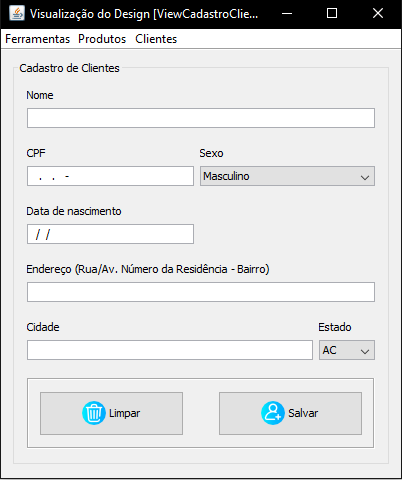 Visualização do Design [ViewCadastroClie...
Ferramentas Produtos Clientes
Cadastro de Clientes
Nome
CPF Sexo
. . - Masculino
Data de nascimento
/ /
Endereço (Rua/Av. Número da Residência - Bairro)
Cidade Estado
AC
Limpar Salvar